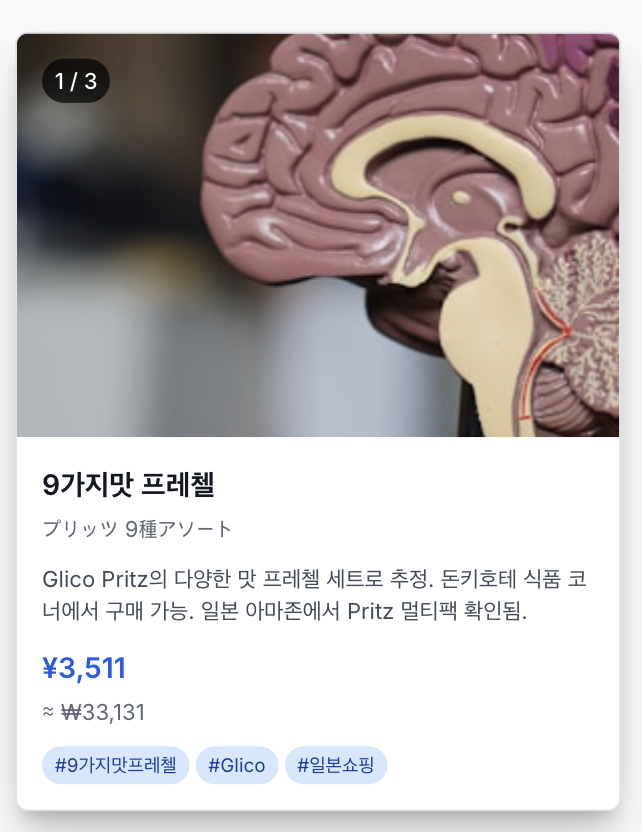 1 / 3
9가지맛 프레첼
プリッツ 9種アソート
Glico Pritz의 다양한 맛 프레첼 세트로 추정. 돈키호테 식품 코
너에서 구매 가능. 일본 아마존에서 Pritz 멀티팩 확인됨.
¥3,511
≈ ₩33,131
#9가지맛프레첼 #Glico #일본쇼핑